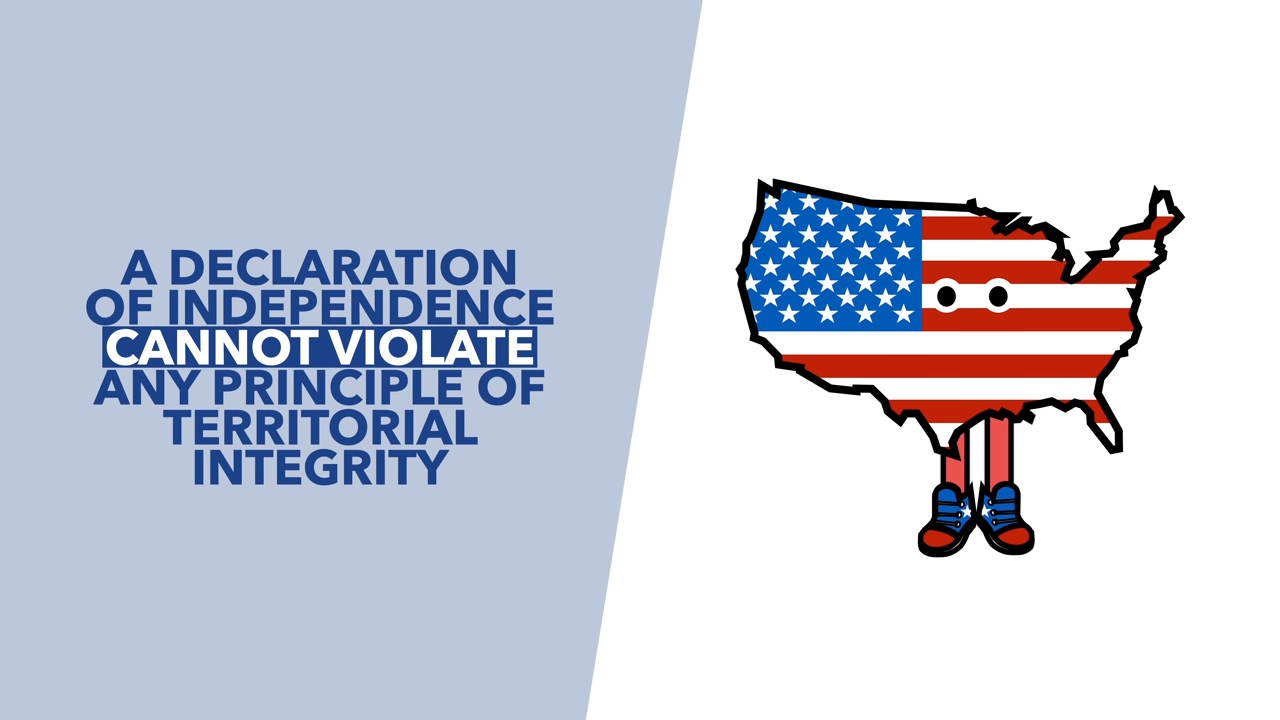 A DECLARATION
OF INDEPENDENCE
CANNOT VIOLATE
ANY PRINCIPLE OF
TERRITORIAL
INTEGRITY